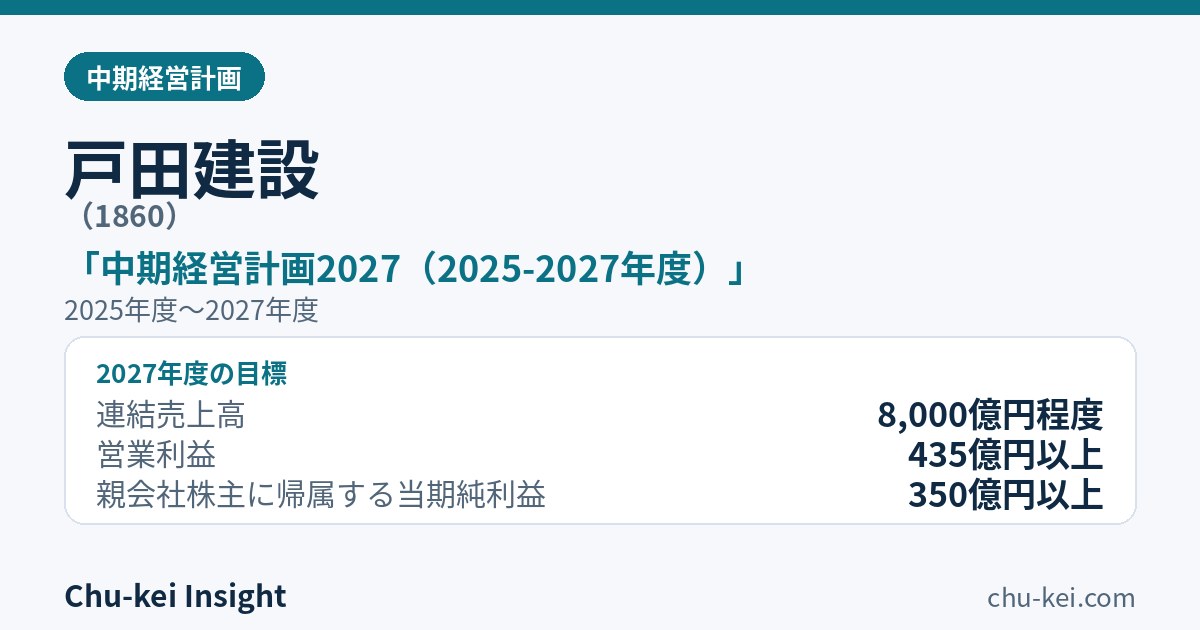 中期経営計画
戸田建設
（1860）
「中期経営計画2027（2025-2027年度）」
2025年度～2027年度
2027年度の目標
連結売上高 8,000億円程度
営業利益 435億円以上
親会社株主に帰属する当期純利益 350億円以上
Chu-kei Insight chu-kei.com